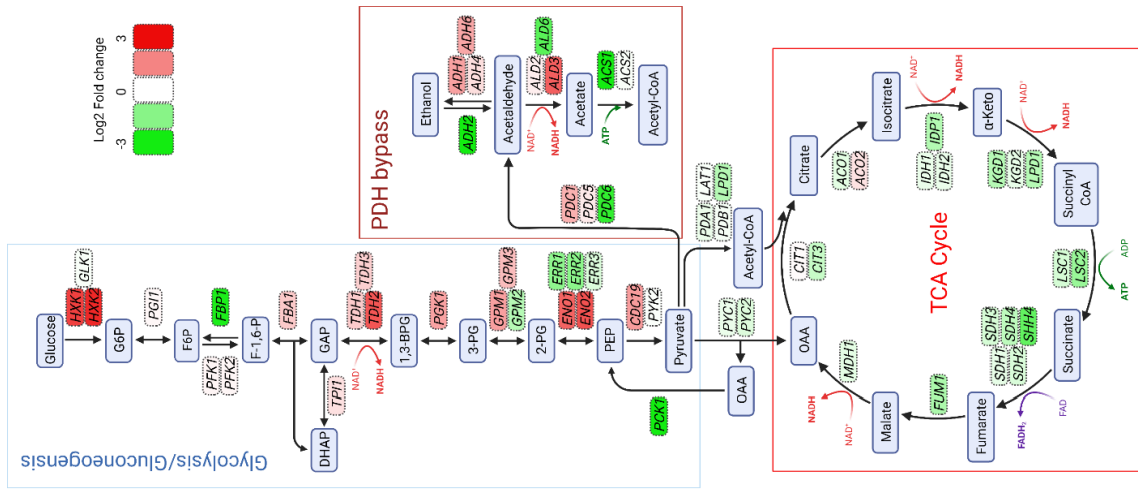 Log2 Fold change
-3
0
3
Glycolysis/Gluconeogensis
Glucose
HXK1
HXK2
GLK1
G6P
PGI1
F6P
PFK1
PFK2
FBP1
F-1,6-P
FBA1
DHAP
TPI1
GAP
TDH1
TDH2
TDH3
NAD⁺
NADH
1,3-BPG
PGK1
3-PG
GPM1
GPM2
GPM3
2-PG
ENO1
ENO2
ERR1
ERR2
ERR3
PEP
CDC19
PYK2
Pyruvate
PCK1
OAA
PYC1
PYC2
PDH bypass
PDC1
PDC5
PDC6
Ethanol
ADH2
ADH1
ADH4
ADH6
Acetaldehyde
NAD⁺
NADH
ALD2
ALD3
ALD6
Acetate
ATP
ACS1
ACS2
Acetyl-CoA
PDA1
PDB1
LAT1
LPD1
Acetyl-CoA
TCA Cycle
OAA
CIT1
CIT3
Citrate
ACO1
ACO2
Isocitrate
IDH1
IDH2
IDP1
NAD⁺
NADH
α-Keto
KGD1
KGD2
LPD1
NAD⁺
NADH
Succinyl
CoA
LSC1
LSC2
ADP
ATP
Succinate
SDH1
SDH2
SDH3
SDH4
SHH4
FAD
FADH₂
Fumarate
FUM1
Malate
MDH1
NAD⁺
NADH